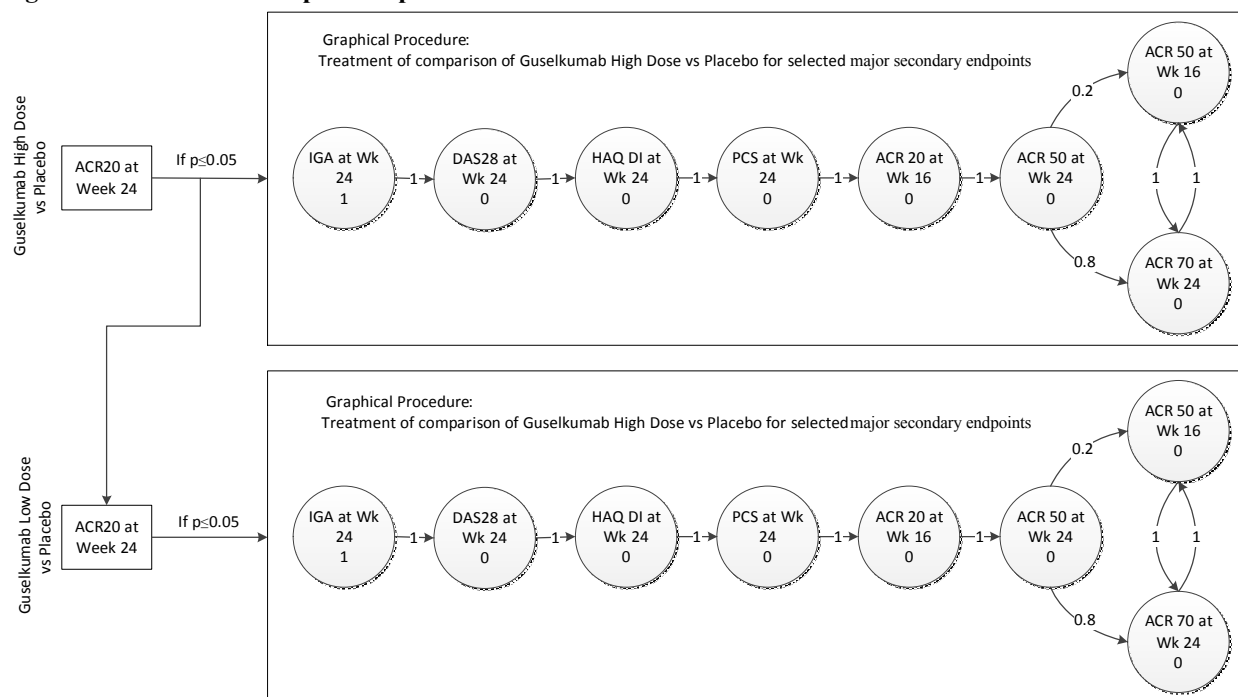 Guselkumab High Dose
vs Placebo
ACR20 at
Week 24
If p≤0.05
Graphical Procedure:
Treatment of comparison of Guselkumab High Dose vs Placebo for selected major secondary endpoints
IGA at Wk
24
1
1
DAS28 at
Wk 24
0
1
HAQ DI at
Wk 24
0
1
PCS at Wk
24
0
1
ACR 20 at
Wk 16
0
1
ACR 50 at
Wk 24
0
0.2
0.8
ACR 50 at
Wk 16
0
1
1
ACR 70 at
Wk 24
0
Guselkumab Low Dose
vs Placebo
ACR20 at
Week 24
If p≤0.05
Graphical Procedure:
Treatment of comparison of Guselkumab High Dose vs Placebo for selected major secondary endpoints
IGA at Wk
24
1
1
DAS28 at
Wk 24
0
1
HAQ DI at
Wk 24
0
1
PCS at Wk
24
0
1
ACR 20 at
Wk 16
0
1
ACR 50 at
Wk 24
0
0.2
0.8
ACR 50 at
Wk 16
0
1
1
ACR 70 at
Wk 24
0